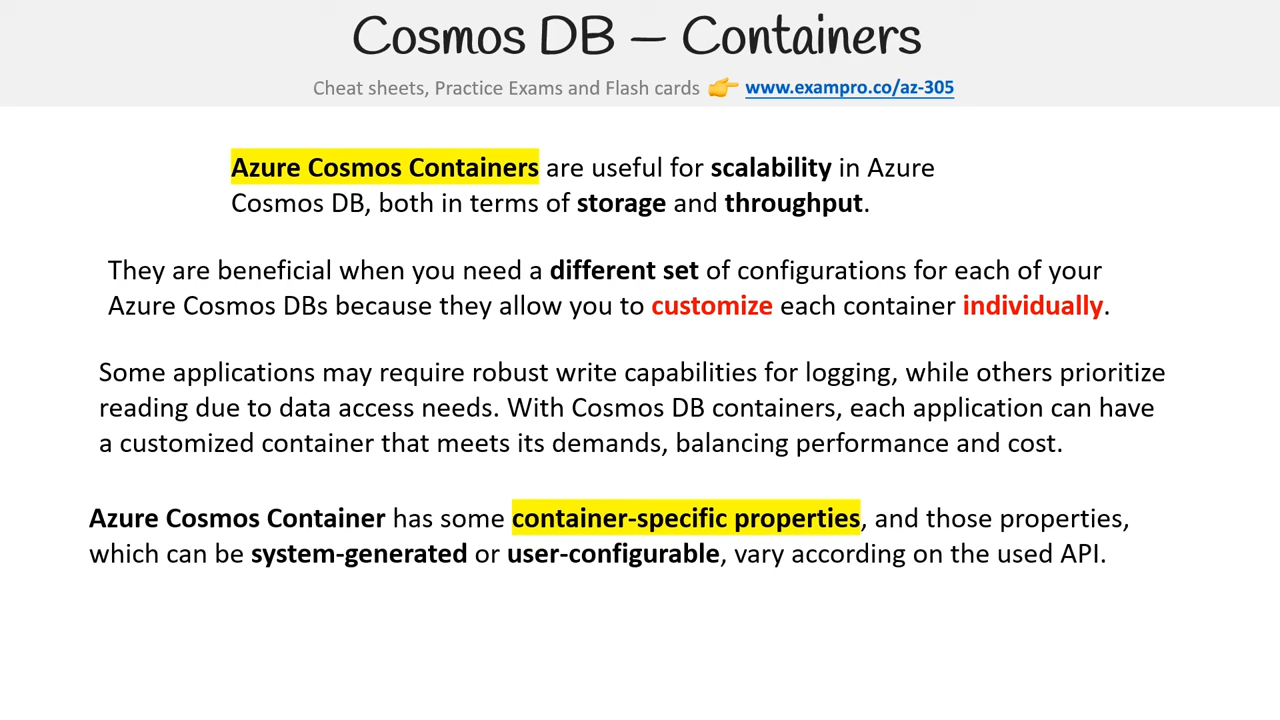 Cosmos DB – Containers
Cheat sheets, Practice Exams and Flash cards 👉 www.exampro.co/az-305
Azure Cosmos Containers are useful for scalability in Azure
Cosmos DB, both in terms of storage and throughput.
They are beneficial when you need a different set of configurations for each of your
Azure Cosmos DBs because they allow you to customize each container individually.
Some applications may require robust write capabilities for logging, while others prioritize
reading due to data access needs. With Cosmos DB containers, each application can have
a customized container that meets its demands, balancing performance and cost.
Azure Cosmos Container has some container-specific properties, and those properties,
which can be system-generated or user-configurable, vary according on the used API.